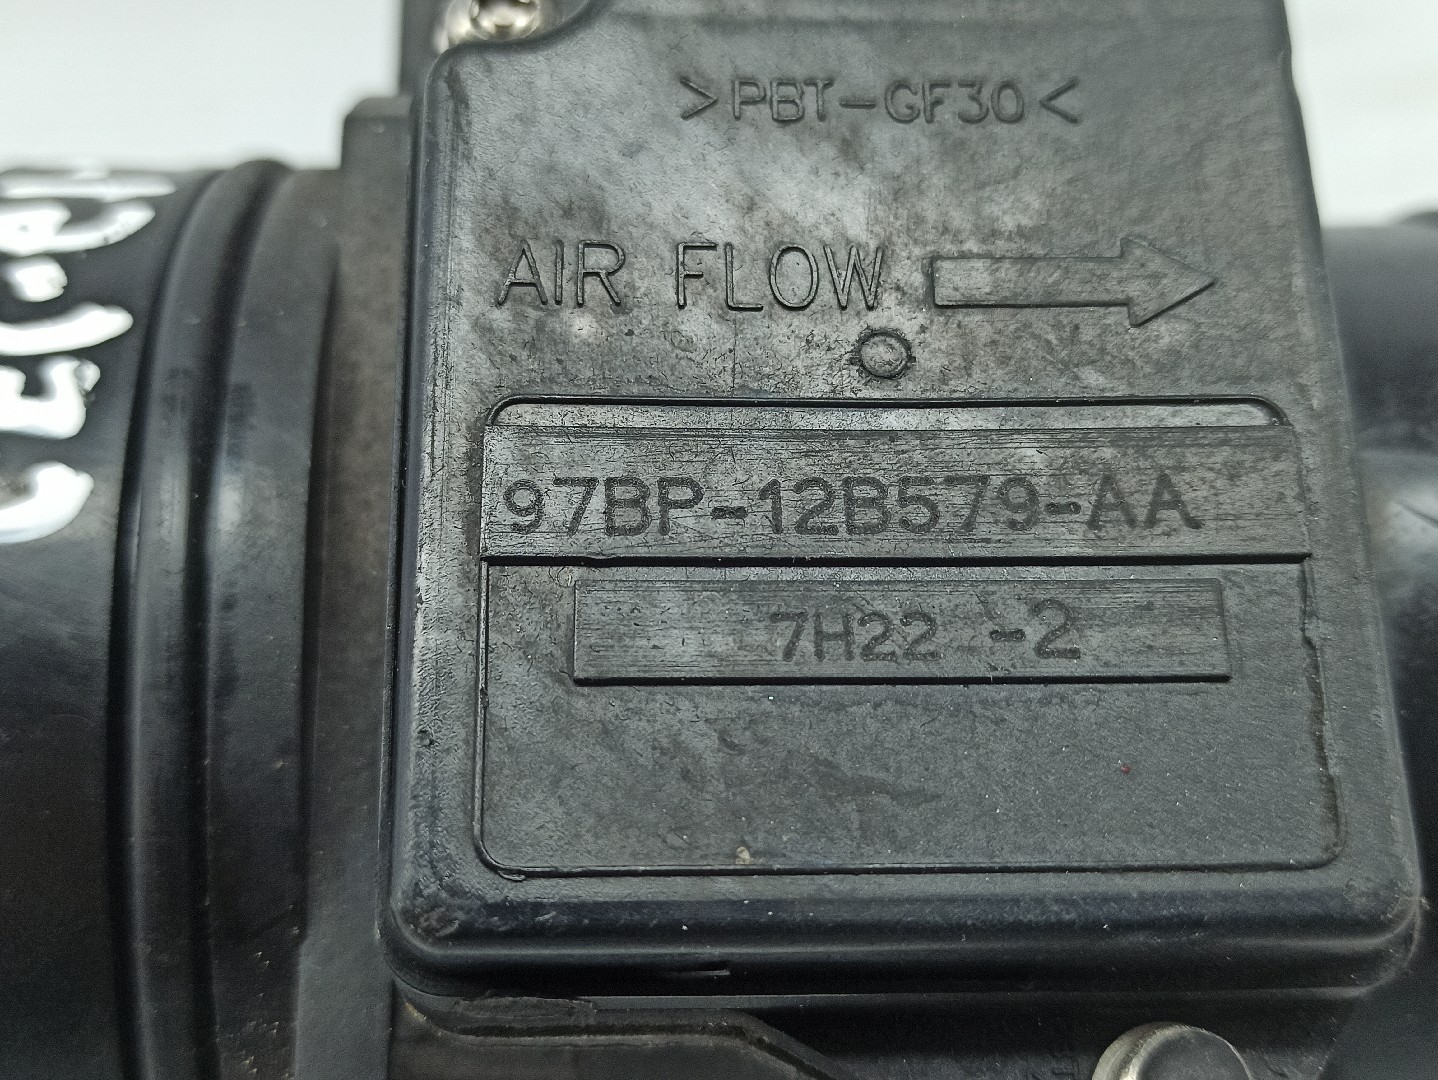 >PBT-GF30<
AIR FLOW
97BP-12B579-AA
7H22 -2